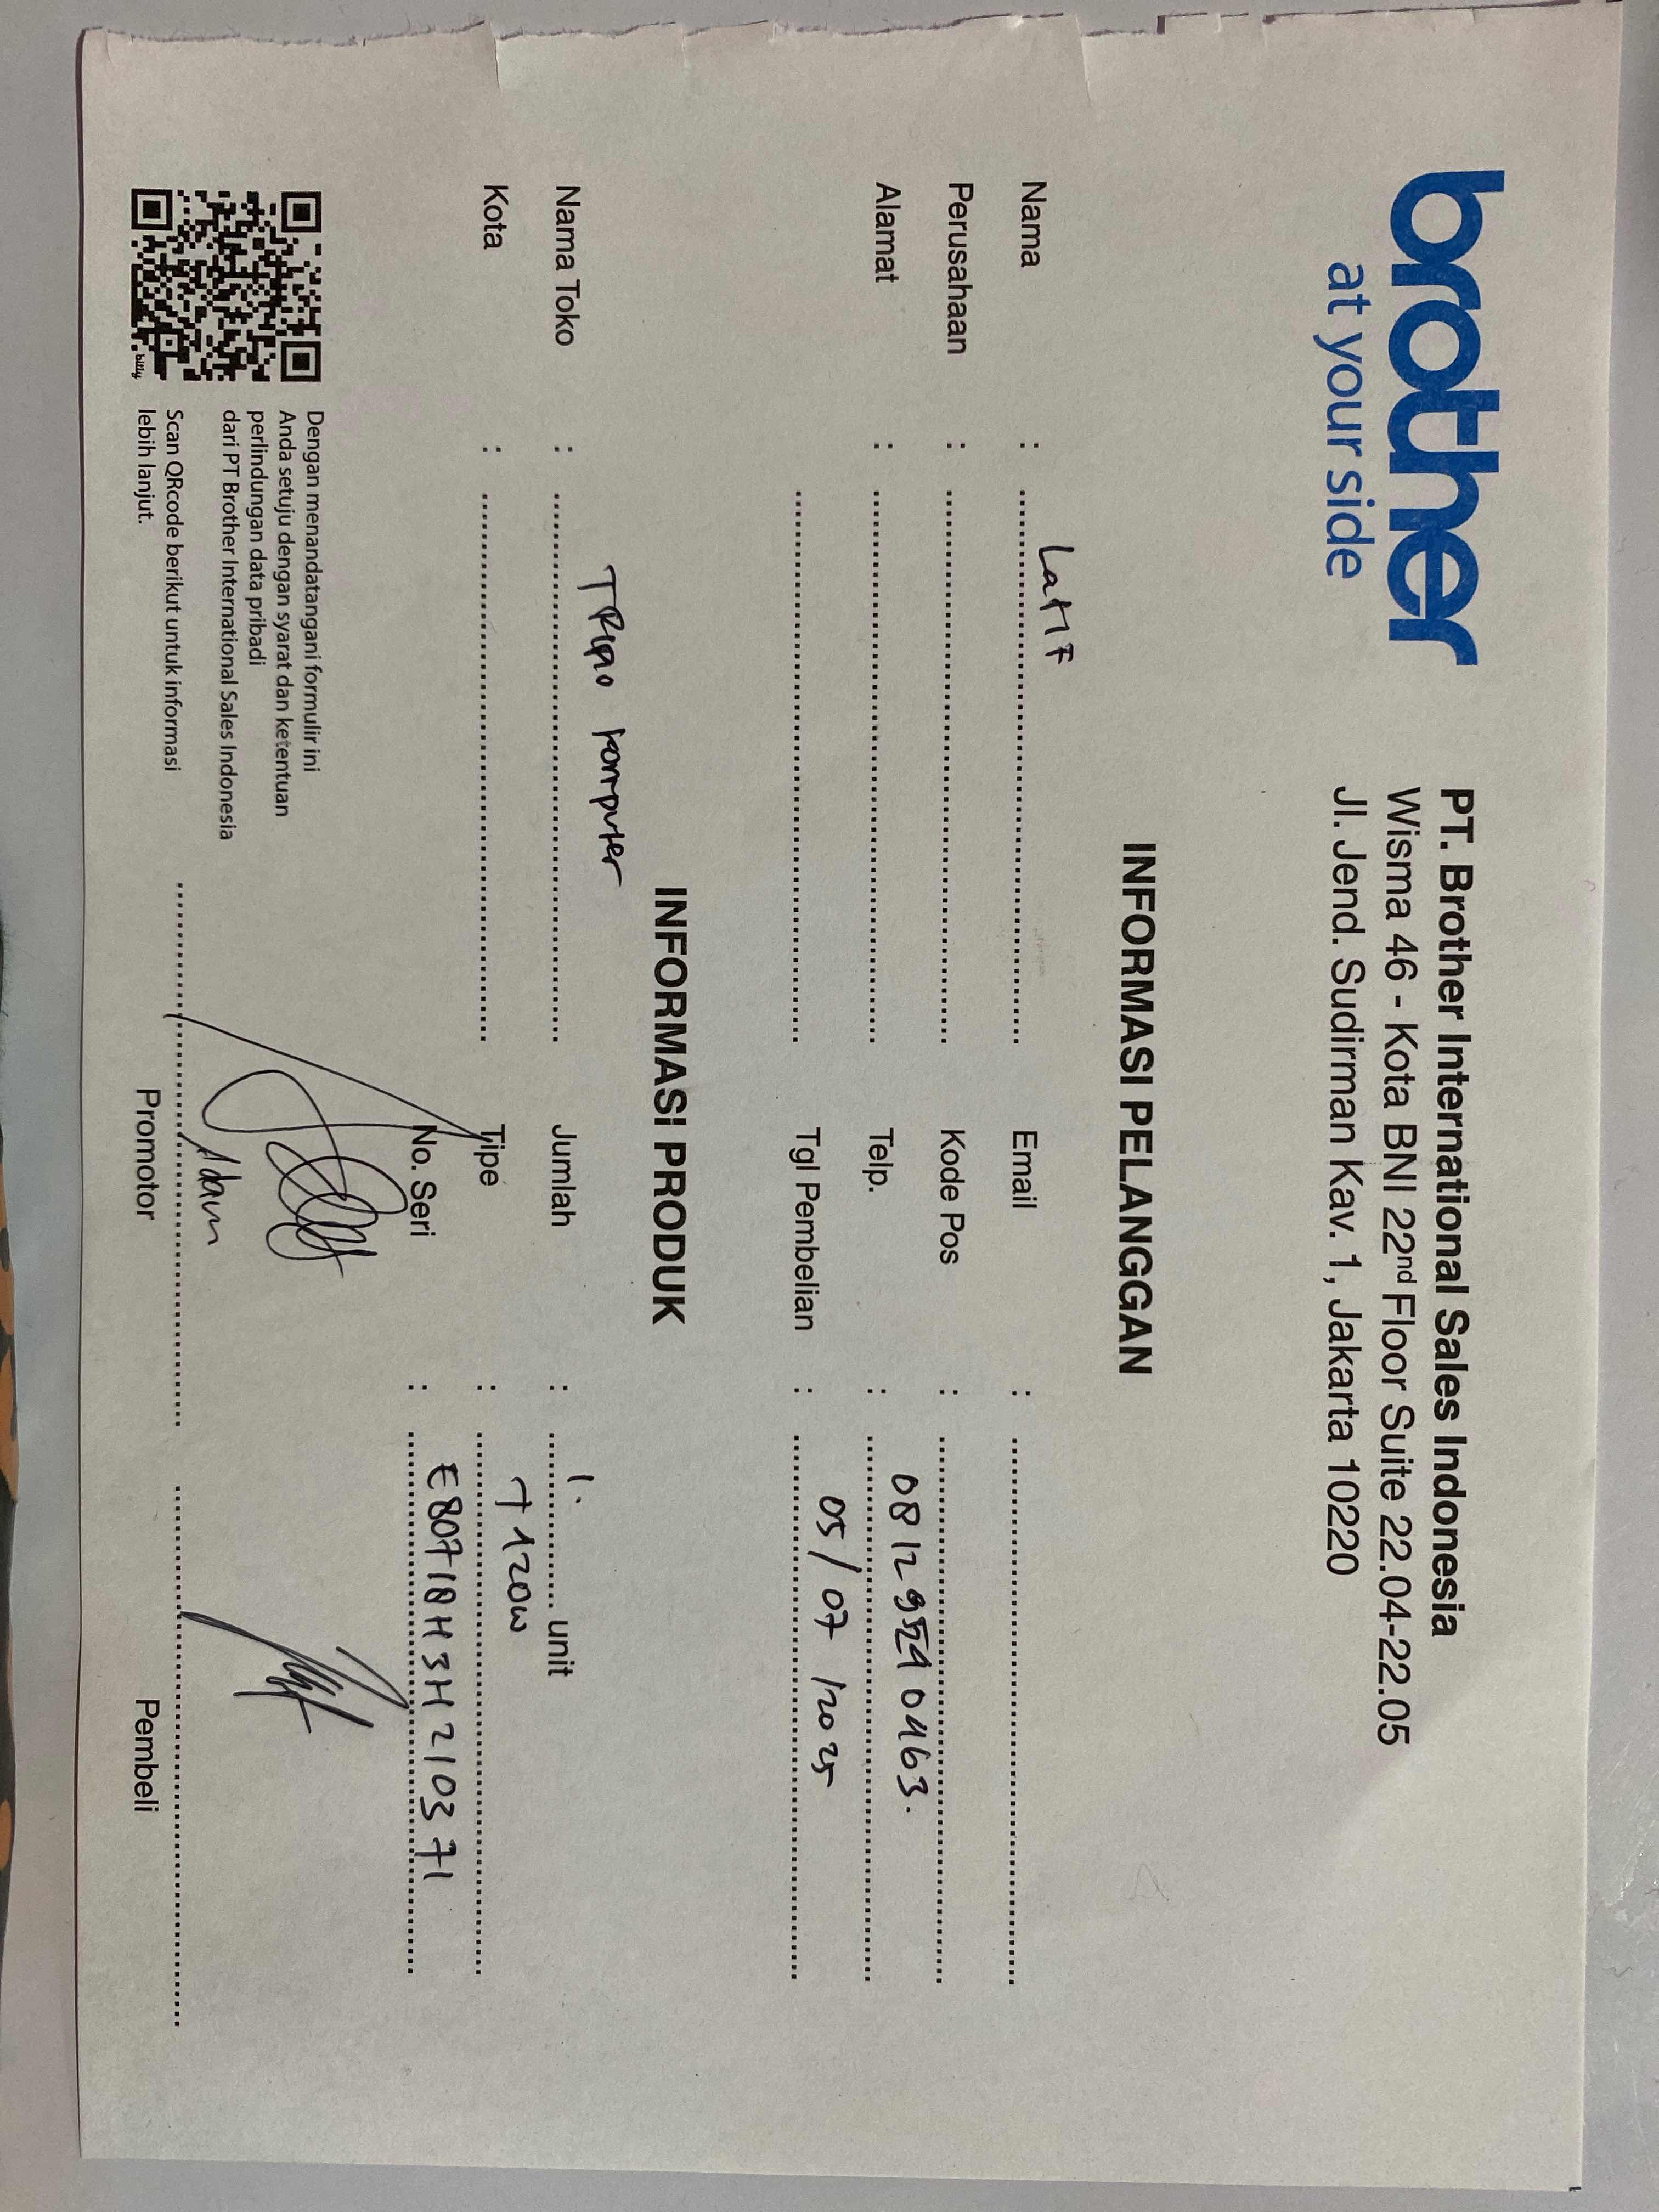 brother
at your side
PT. Brother International Sales Indonesia
Wisma 46 - Kota BNI 22nd Floor Suite 22.04-22.05
Jl. Jend. Sudirman Kav. 1, Jakarta 10220
INFORMASI PELANGGAN
Nama : LatIF Email :
Perusahaan : Kode Pos :
Alamat : Telp. : 0812 9540463.
Tgl Pembelian : 05/07/2025
INFORMASI PRODUK
Nama Toko : komputer Jumlah : 1. unit
Kota : Tipe : T420W
No. Seri : E80718H3H210371
Dengan menandatangani formulir ini
Anda setuju dengan syarat dan ketentuan
perlindungan data pribadi
dari PT Brother International Sales Indonesia
Scan QRcode berikut untuk informasi
lebih lanjut.
bitly
Adam
Promotor Pembeli